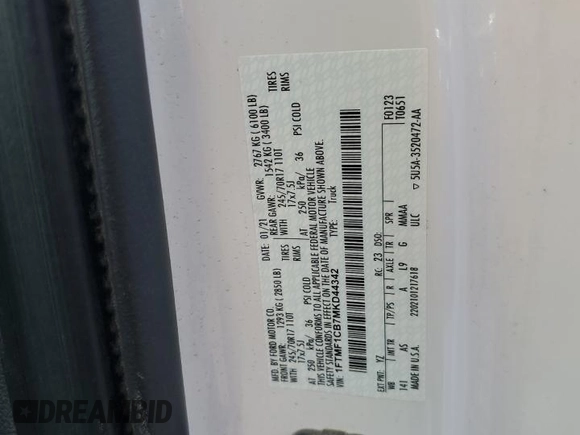 MFD. BY FORD MOTOR CO.
DATE: 01/21 GVWR: 2767 KG ( 6100 LB)
FRONT GAWR: 1293 KG ( 2850 LB) REAR GAWR: 1542 KG ( 3400 LB)
245/70R17 110T TIRES WITH 245/70R17 110T TIRES
17x7.5J RIMS 17x7.5J RIMS
AT 250 kPa/ 36 PSI COLD AT 250 kPa/ 36 PSI COLD
THIS VEHICLE CONFORMS TO ALL APPLICABLE FEDERAL MOTOR VEHICLE
SAFETY STANDARDS IN EFFECT ON THE DATE OF MANUFACTURE SHOWN ABOVE.
VIN: 1FTMF1CB7MKD44342 TYPE: Truck
F0123
T0651
EXT PNT: YZ RC: 23 DSO:
WB INT TR TP/PS R AXLE TR SPR
141 AS A L9 G MMAA
2202101217618 ULC
MADE IN U.S.A. 5U5A-3520472-AA
DREAMBID